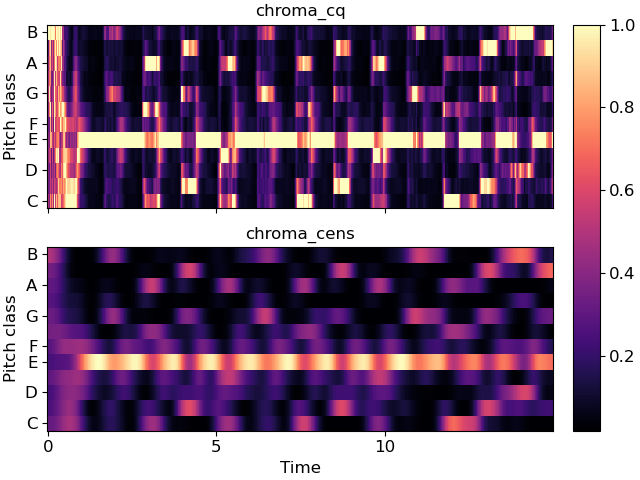 chroma_cq
B
A
G
F
E
D
C
Pitch class
1.0
0.8
0.6
0.4
0.2
chroma_cens
B
A
G
F
E
D
C
Pitch class
0
5
10
Time